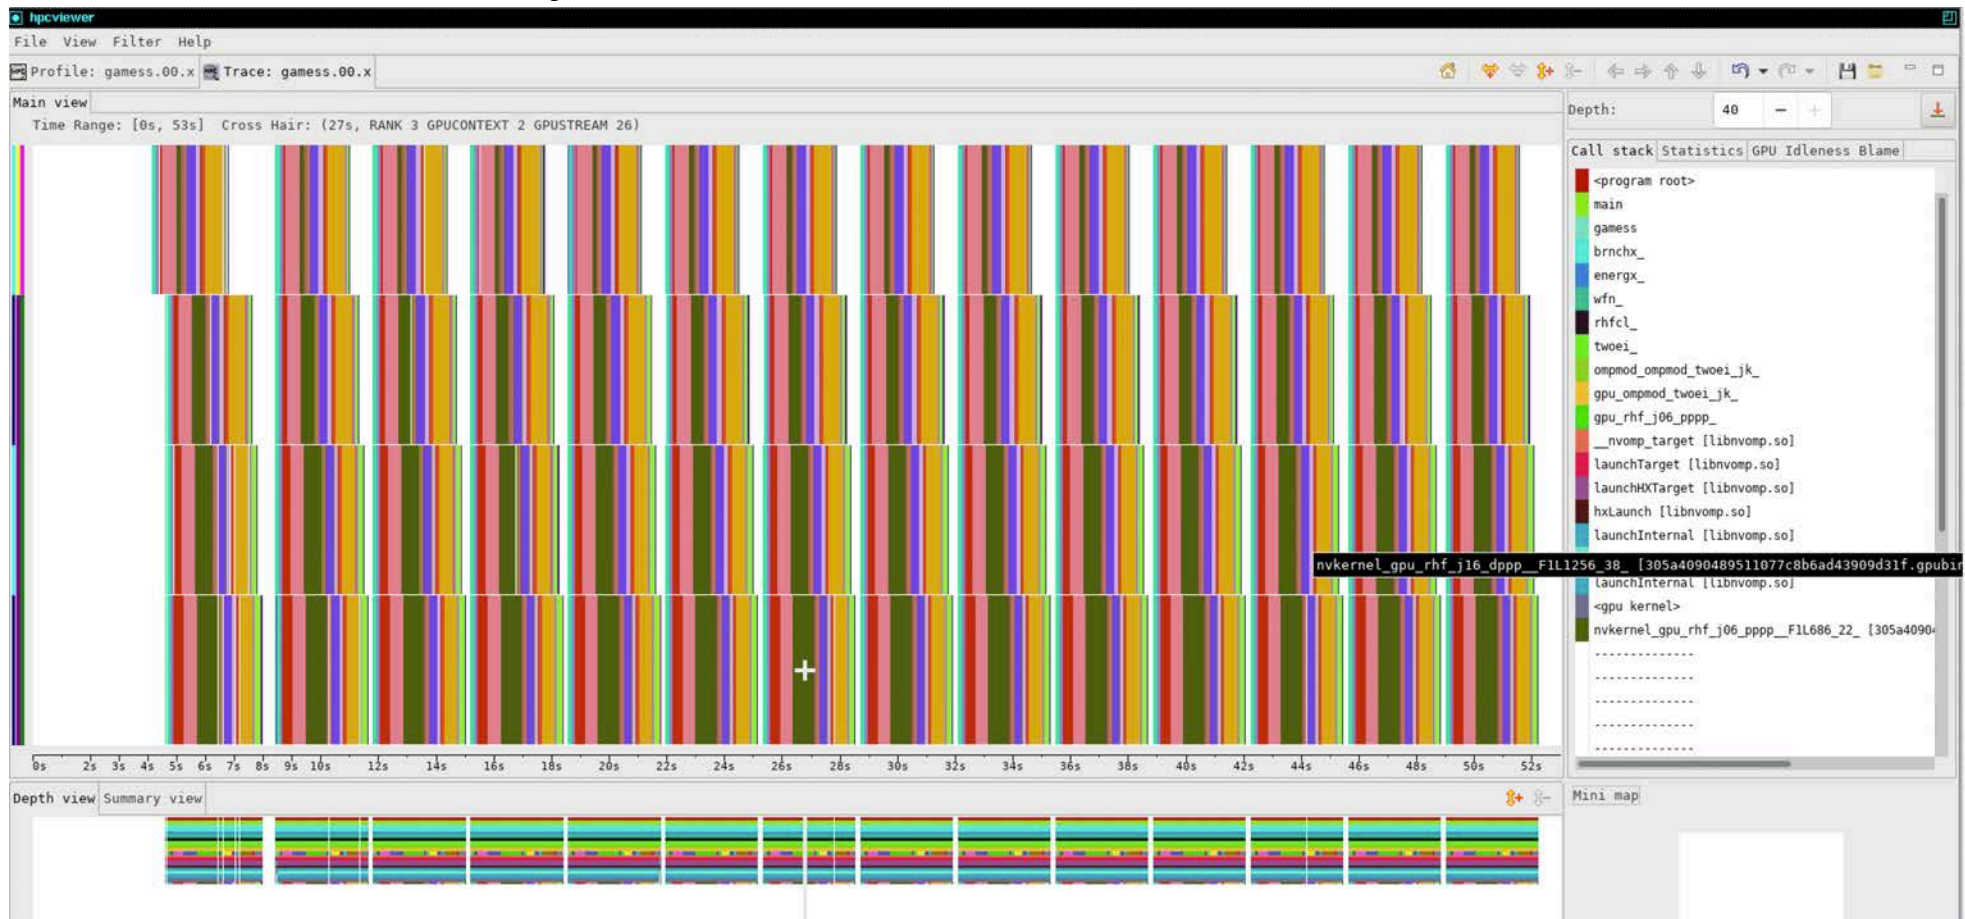 hpcviewer
File View Filter Help
Profile: gamess.00.x Trace: gamess.00.x
Main view
Time Range: [0s, 53s] Cross Hair: (27s, RANK 3 GPUCONTEXT 2 GPUSTREAM 26)
Depth: 40 − +
Call stack Statistics GPU Idleness Blame
<program root>
main
gamess
brnchx_
energx_
wfn_
rhfcl_
twoei_
ompmod_ompmod_twoei_jk_
gpu_ompmod_twoei_jk_
gpu_rhf_j06_pppp_
__nvomp_target [libnvomp.so]
launchTarget [libnvomp.so]
launchHXTarget [libnvomp.so]
hxLaunch [libnvomp.so]
launchInternal [libnvomp.so]
nvkernel_gpu_rhf_j16_dppp__F1L1256_38_ [305a4090489511077c8b6ad43909d31f.gpubin
launchInternal [libnvomp.so]
<gpu kernel>
nvkernel_gpu_rhf_j06_pppp__F1L686_22_ [305a4090
-------------
-------------
-------------
-------------
-------------
0s 2s 3s 4s 5s 6s 7s 8s 9s 10s 12s 14s 16s 18s 20s 22s 24s 26s 28s 30s 32s 34s 36s 38s 40s 42s 44s 46s 48s 50s 52s
Depth view Summary view
Mini map